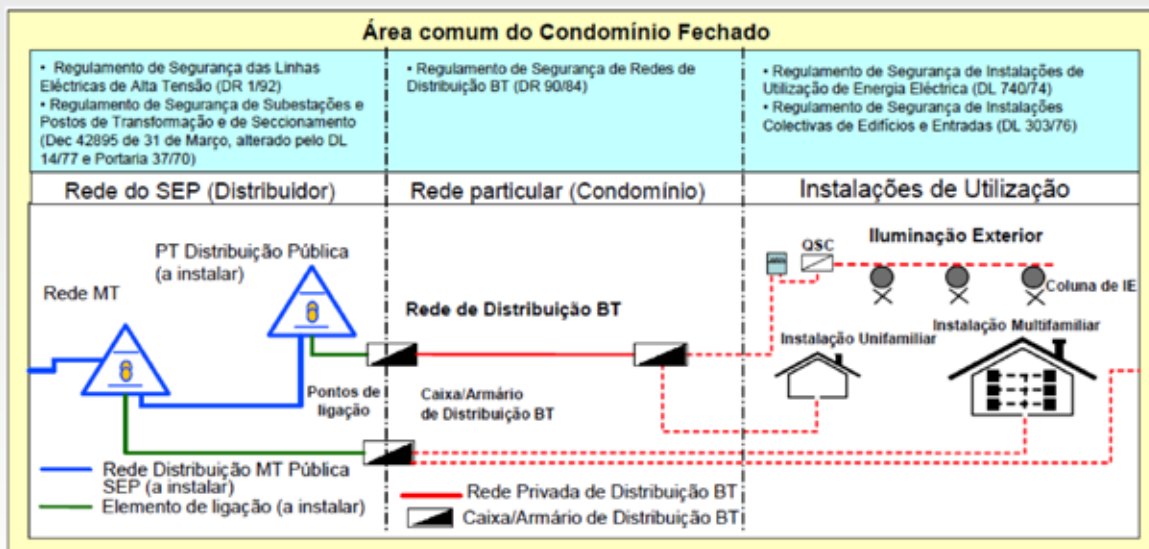 Área comum do Condomínio Fechado
• Regulamento de Segurança das Linhas
Eléctricas de Alta Tensão (DR 1/92)
• Regulamento de Segurança de Subestações e
Postos de Transformação e de Seccionamento
(Dec 42895 de 31 de Março, alterado pelo DL
14/77 e Portaria 37/70)
• Regulamento de Segurança de Redes de
Distribuição BT (DR 90/84)
• Regulamento de Segurança de Instalações de
Utilização de Energia Eléctrica (DL 740/74)
• Regulamento de Segurança de Instalações
Colectivas de Edifícios e Entradas (DL 303/76)
Rede do SEP (Distribuidor)
Rede particular (Condomínio)
Instalações de Utilização
PT Distribuição Pública
(a instalar)
Rede MT
Rede de Distribuição BT
QSC
Iluminação Exterior
Coluna de IE
Instalação Unifamiliar
Instalação Multifamiliar
Pontos de
ligação
Caixa/Armário
de Distribuição BT
Rede Distribuição MT Pública
SEP (a instalar)
Elemento de ligação (a instalar)
Rede Privada de Distribuição BT
Caixa/Armário de Distribuição BT